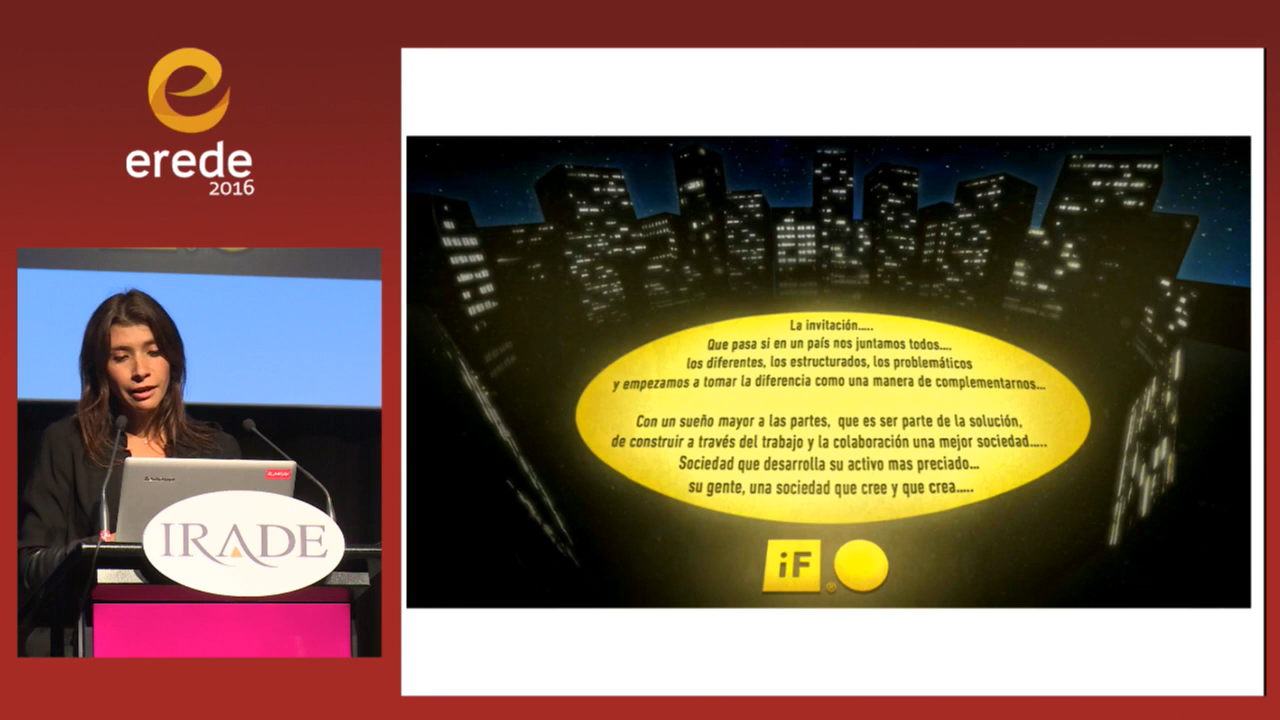 erede
2016
IRADE
La invitación.....
Que pasa si en un país nos juntamos todos....
los diferentes, los estructurados, los problemáticos
y empezamos a tomar la diferencia como una manera de complementarnos...
Con un sueño mayor a las partes, que es ser parte de la solución,
de construir a través del trabajo y la colaboración una mejor sociedad.....
Sociedad que desarrolla su activo mas preciado...
su gente, una sociedad que cree y que crea.....
iF ®